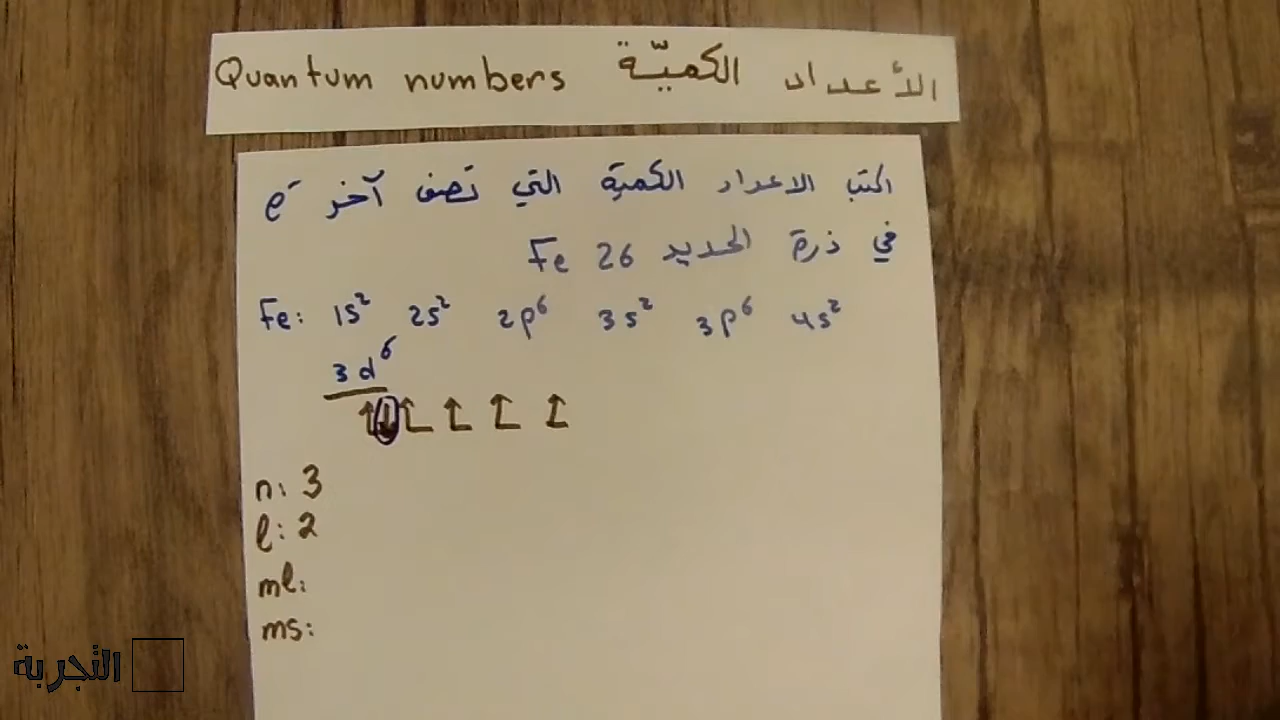 Quantum numbers الأعداد الكميّة
اكتب الاعداد الكمية التي تصف آخر e⁻
في ذرة الحديد 26 Fe
Fe: 1s² 2s² 2p⁶ 3s² 3p⁶ 4s²
3d⁶
n: 3
l: 2
ml:
ms:
التجربة